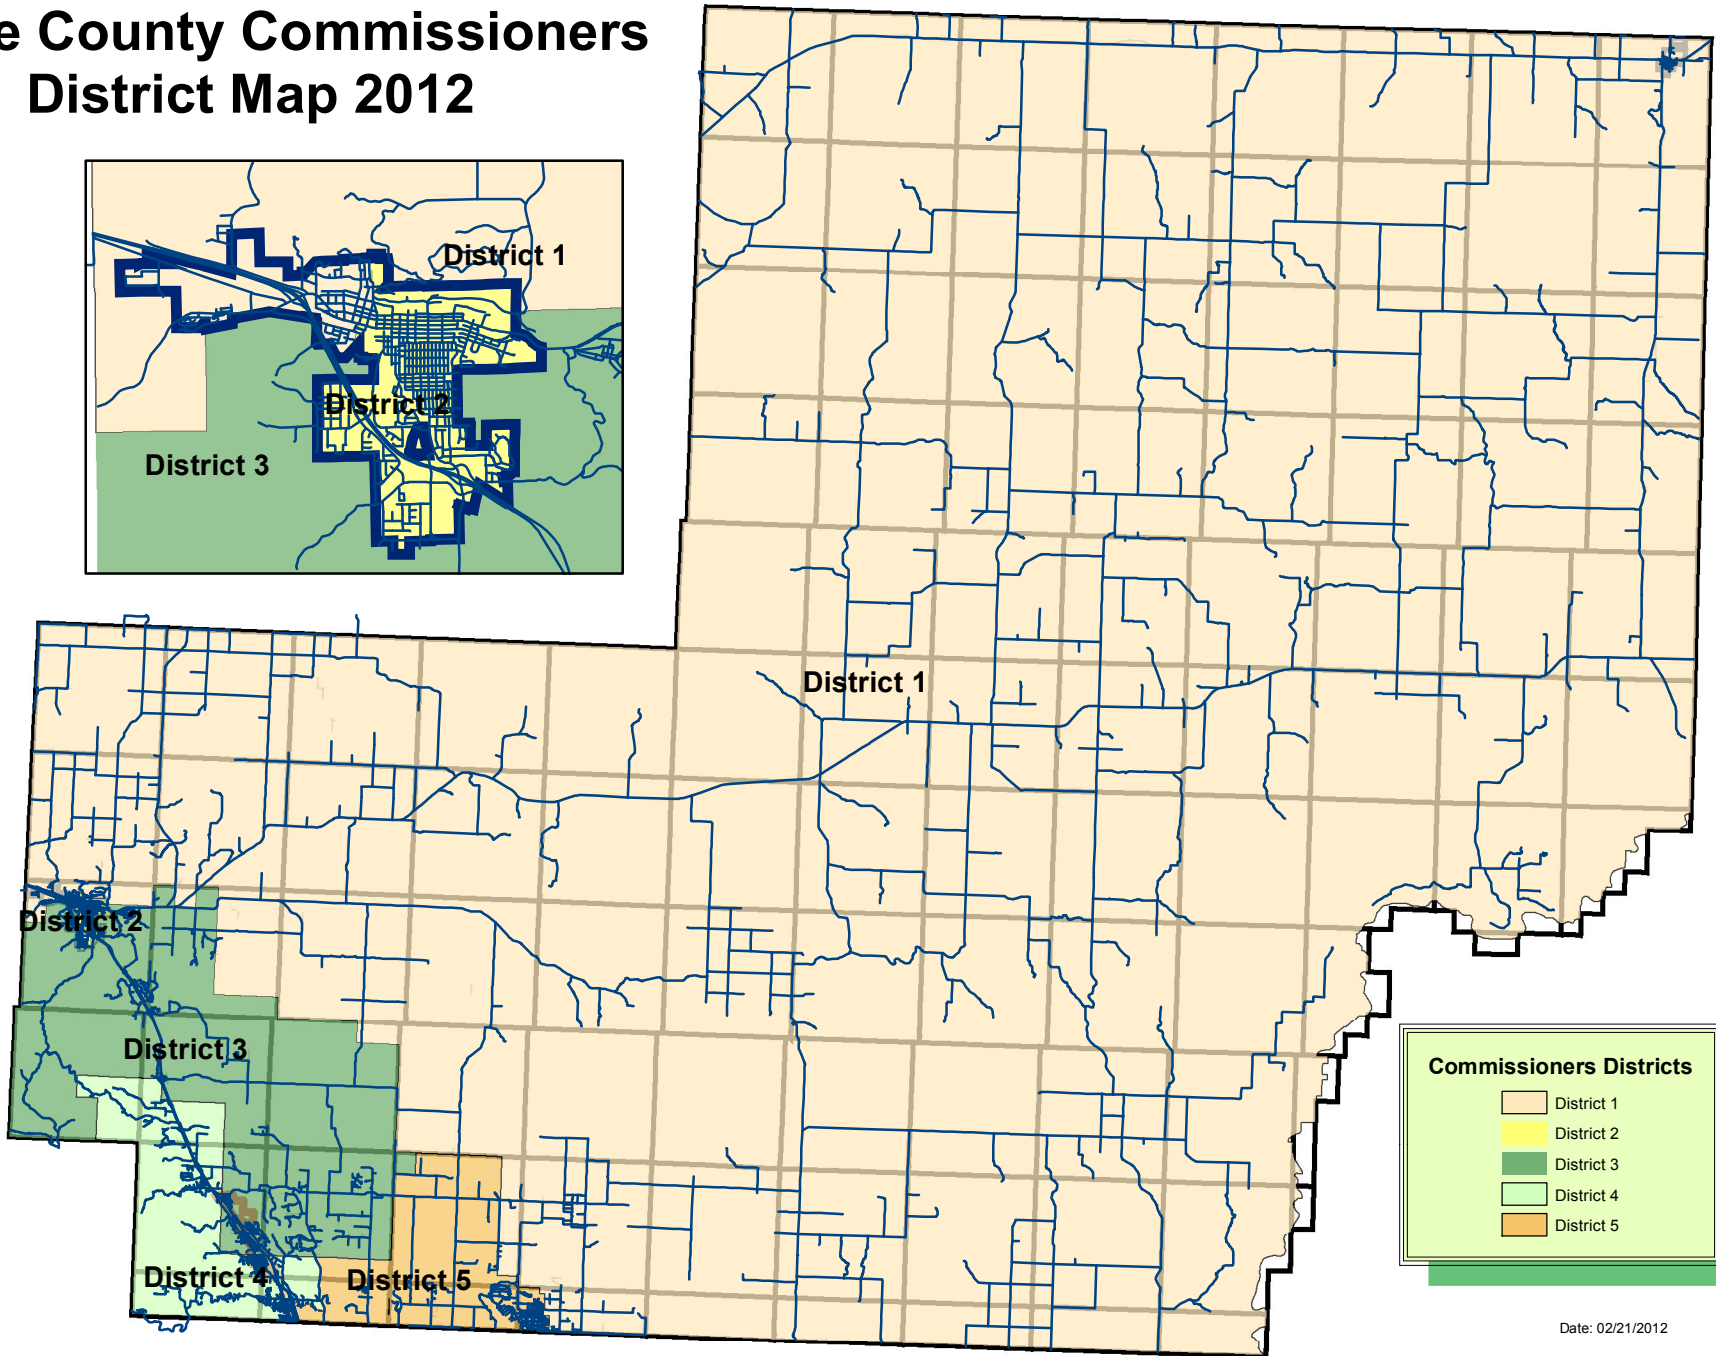 e County Commissioners
District Map 2012
District 1
District 2
District 3
District 1
District 2
District 3
District 4
District 5
Commissioners Districts
District 1
District 2
District 3
District 4
District 5
Date: 02/21/2012